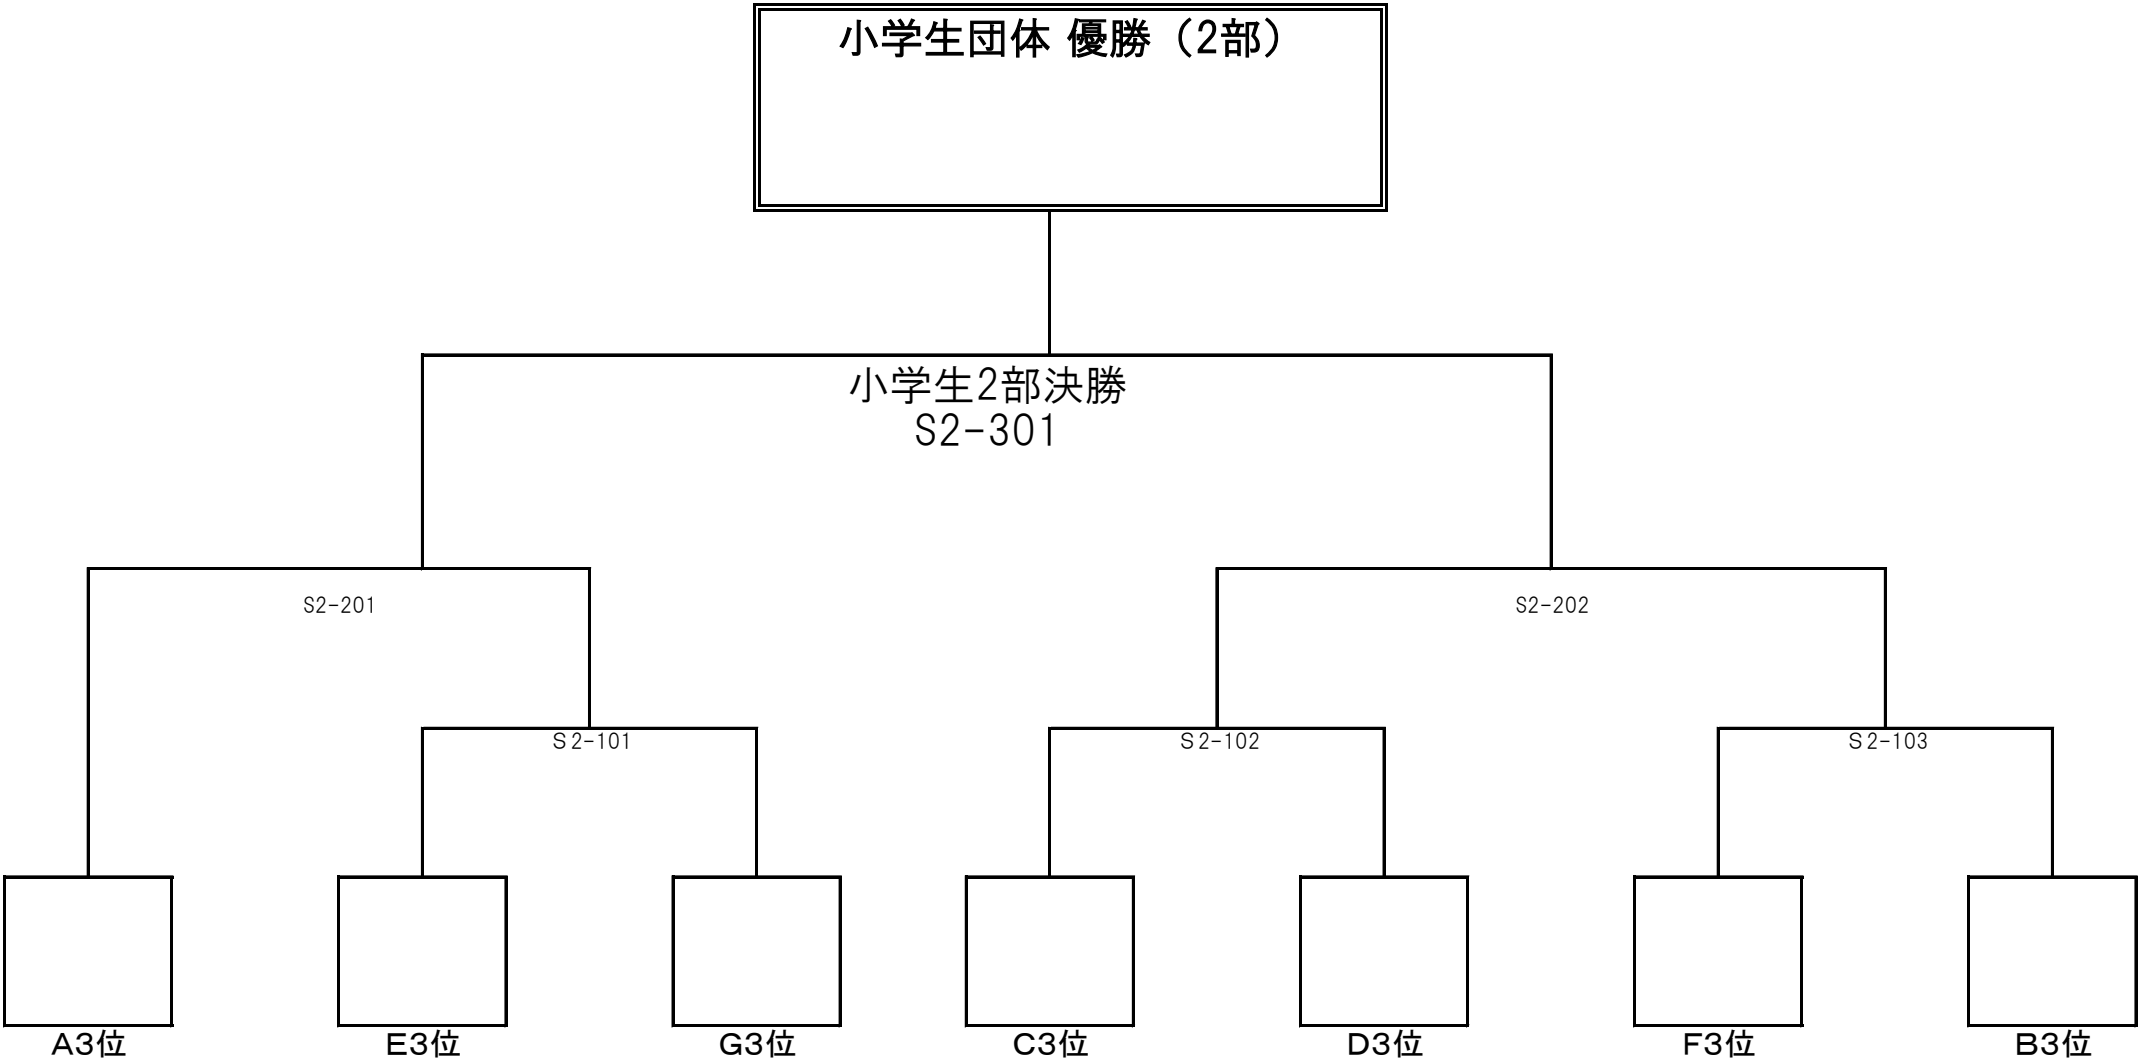 小学生団体 優勝（2部）
小学生2部決勝
S2-301
S2-201
S2-202
Ｓ2-101
Ｓ2-102
Ｓ2-103
A3位
E3位
G3位
C3位
D3位
F3位
B3位